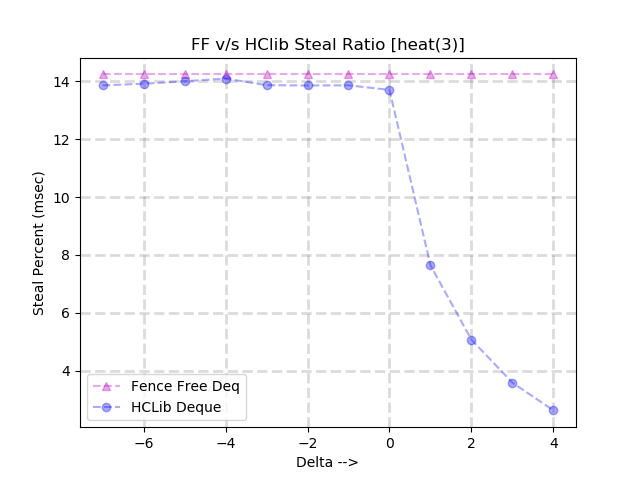 FF v/s HClib Steal Ratio [heat(3)]
Steal Percent (msec)
14
12
10
8
6
4
Fence Free Deq
HCLib Deque
−6
−4
−2
0
2
4
Delta -->